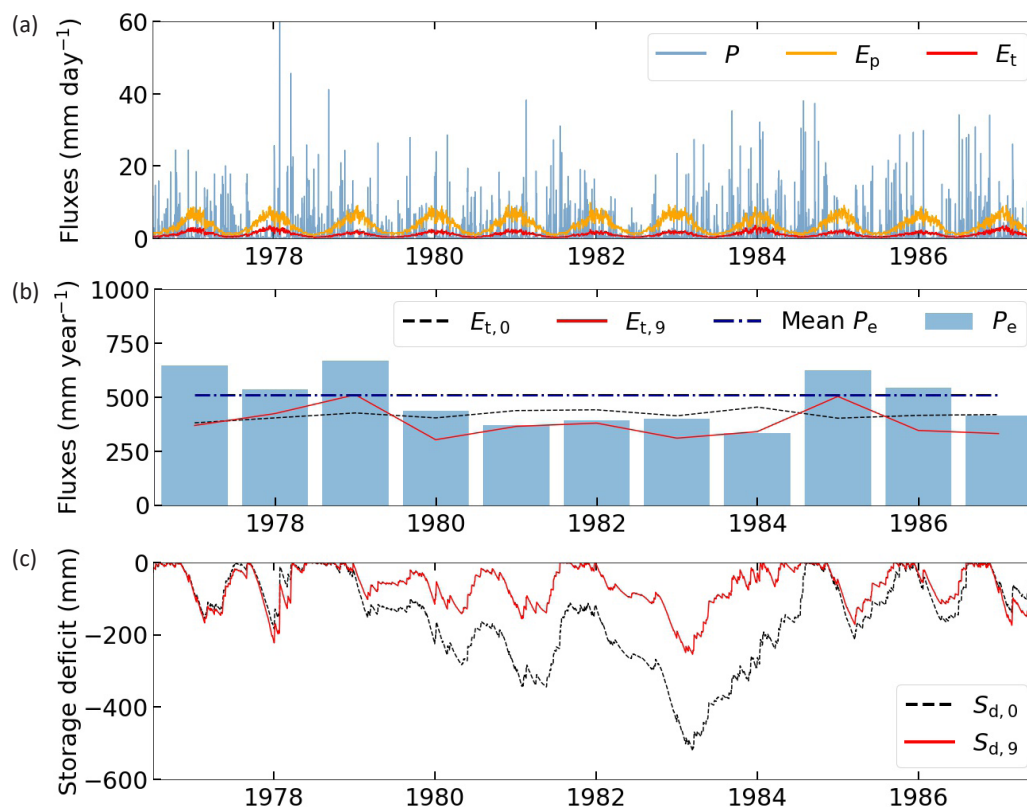 (a)
Fluxes (mm day⁻¹)
60
40
20
0
P Eₚ Eₜ
1978 1980 1982 1984 1986
(b)
Fluxes (mm year⁻¹)
1000
750
500
250
0
Eₜ,₀ Eₜ,₉ Mean Pₑ Pₑ
1978 1980 1982 1984 1986
(c)
Storage deficit (mm)
0
−200
−400
−600
S_d,0
S_d,9
1978 1980 1982 1984 1986